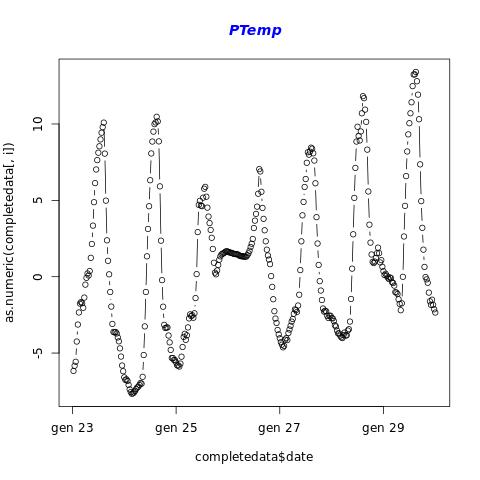 PTemp
as.numeric(completedata[, i])
10
5
0
-5
gen 23
gen 25
gen 27
gen 29
completedata$date